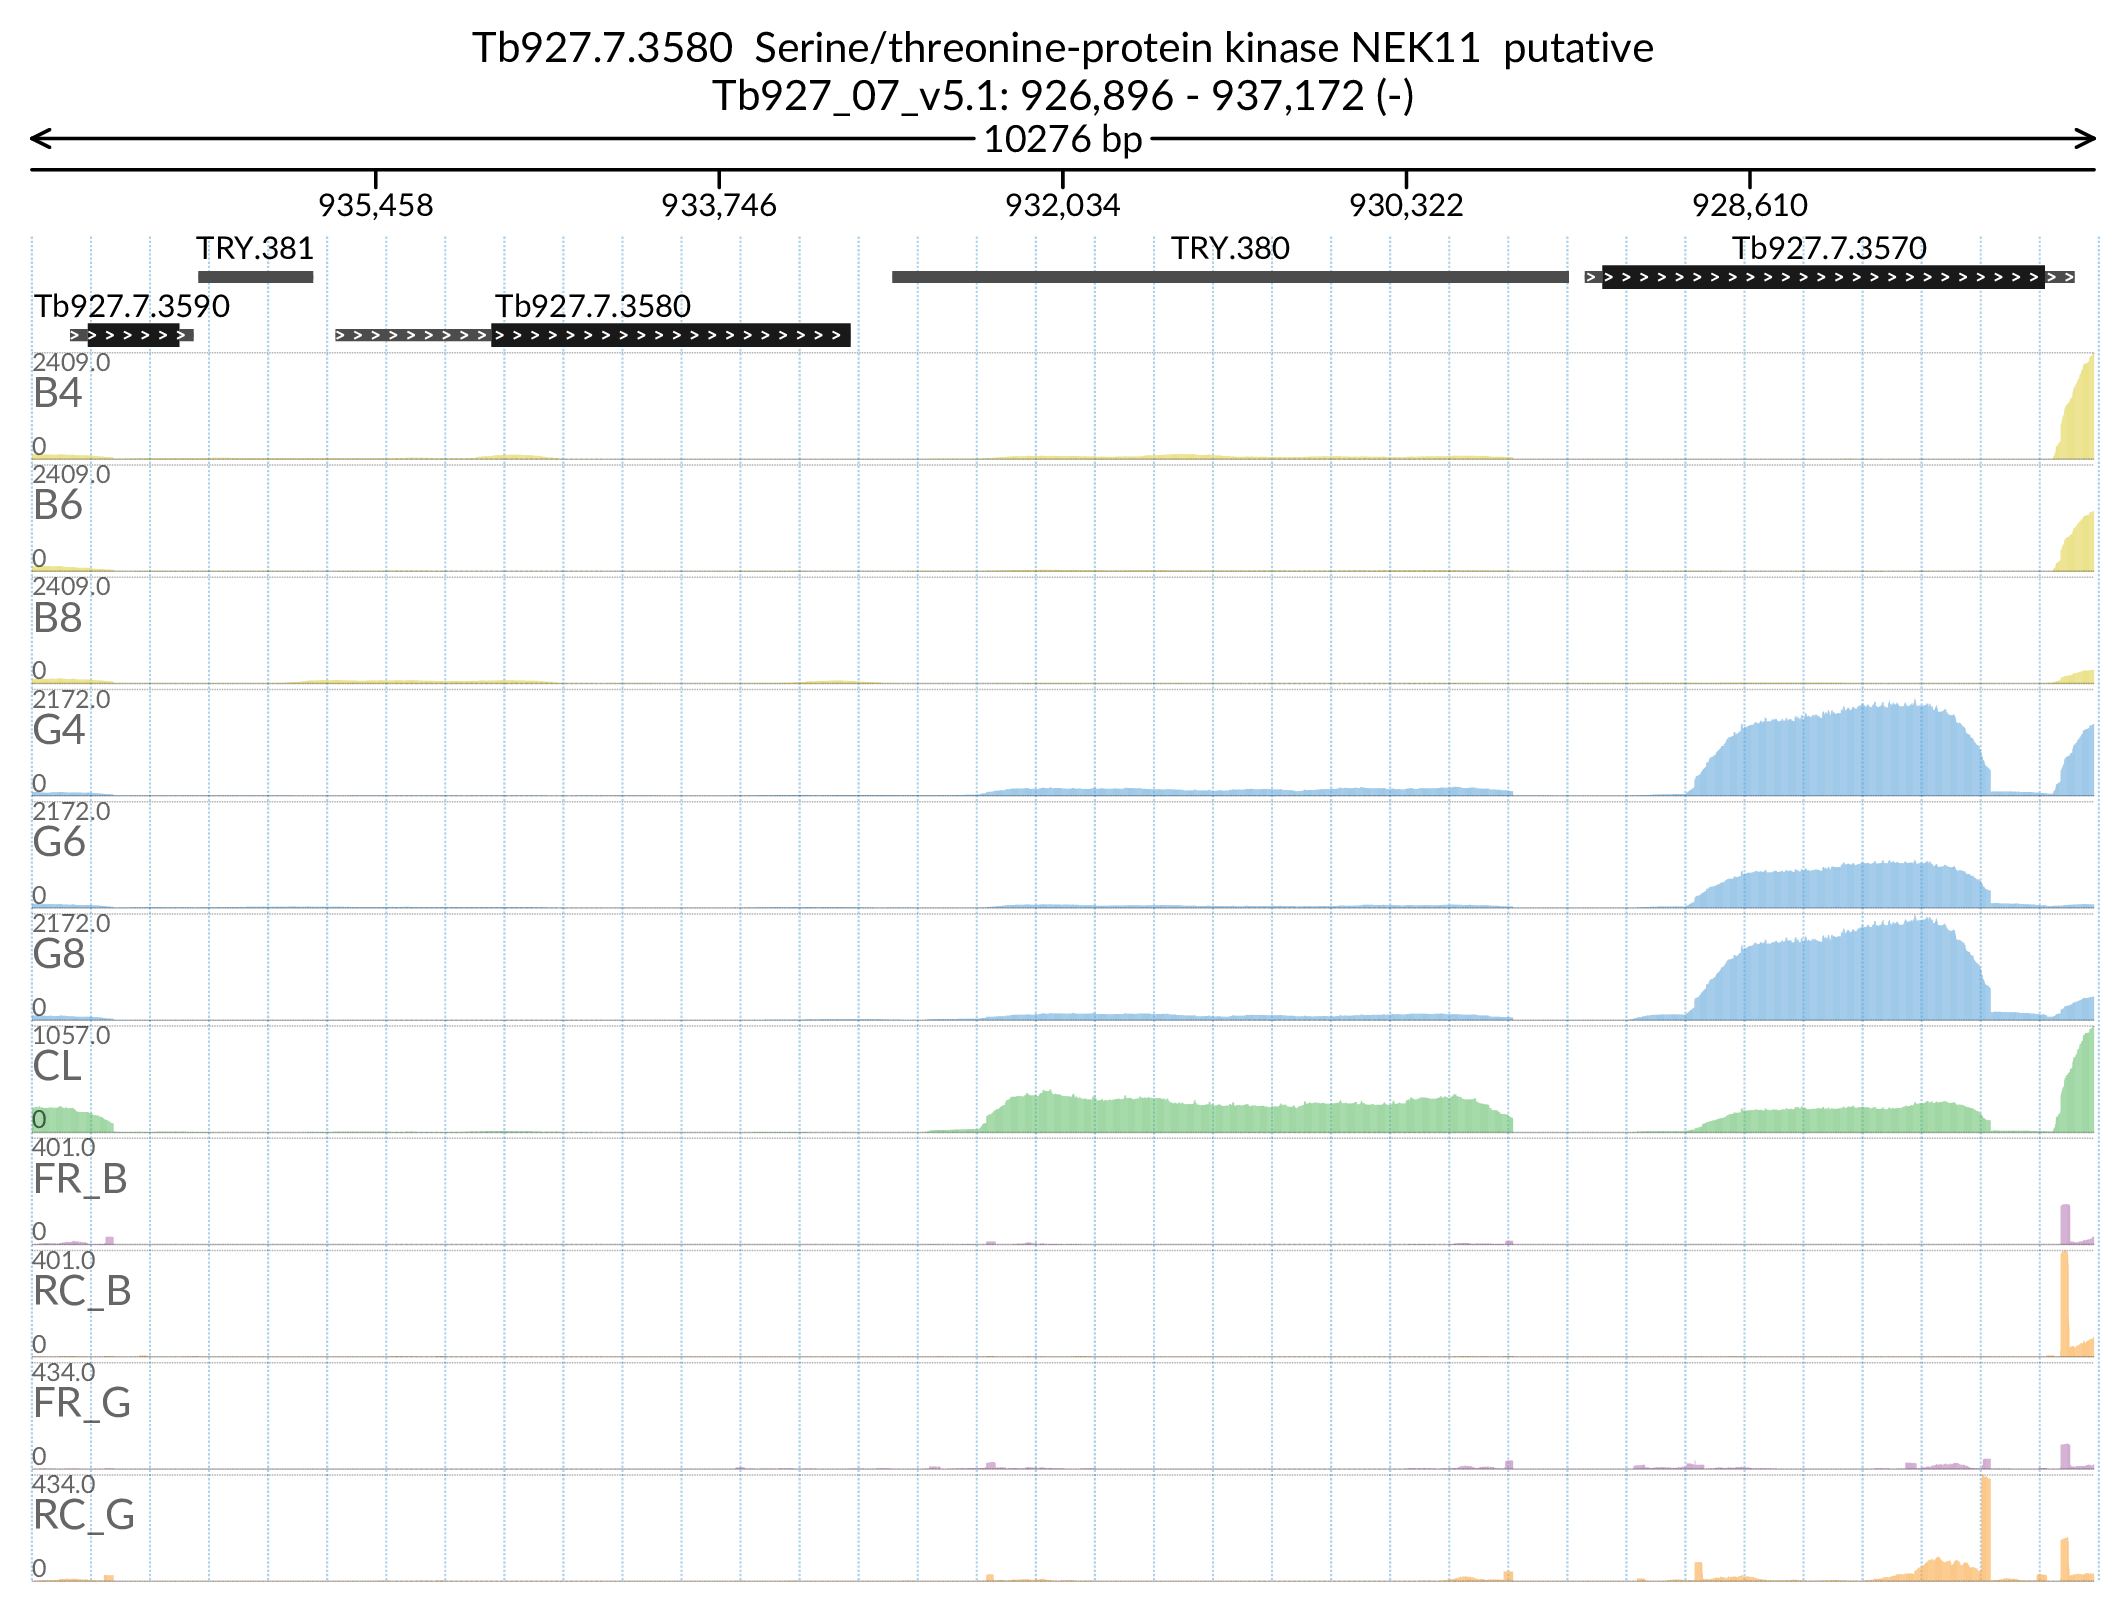 Tb927.7.3580  Serine/threonine-protein kinase NEK11  putative
Tb927_07_v5.1: 926,896 - 937,172 (-)
10276 bp
935,458 933,746 932,034 930,322 928,610
TRY.381 TRY.380 Tb927.7.3570
Tb927.7.3590 Tb927.7.3580
2409.0
B4
0
2409.0
B6
0
2409.0
B8
0
2172.0
G4
0
2172.0
G6
0
2172.0
G8
0
1057.0
CL
0
401.0
FR_B
0
401.0
RC_B
0
434.0
FR_G
0
434.0
RC_G
0